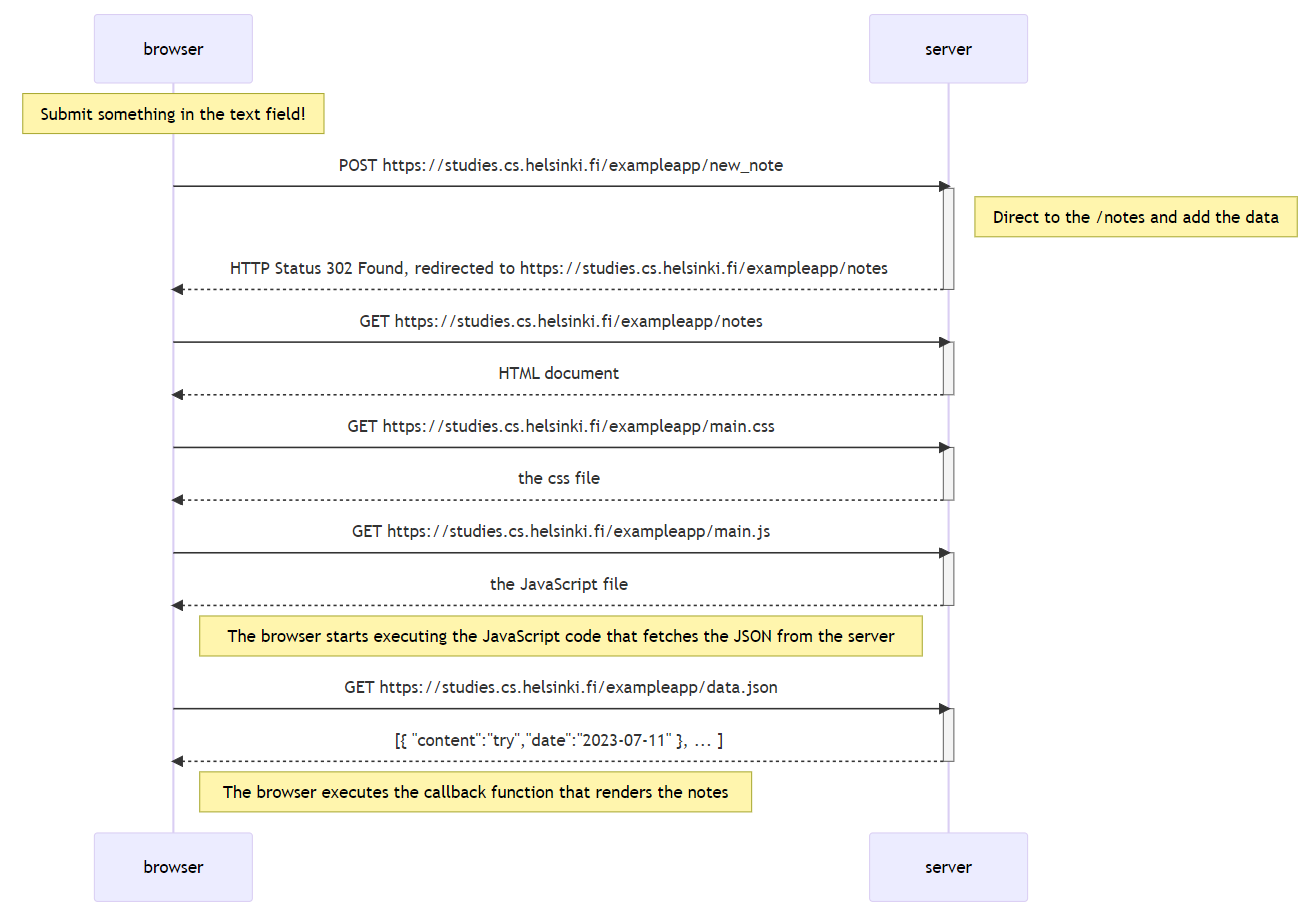 browser
server
Submit something in the text field!
POST https://studies.cs.helsinki.fi/exampleapp/new_note
Direct to the /notes and add the data
HTTP Status 302 Found, redirected to https://studies.cs.helsinki.fi/exampleapp/notes
GET https://studies.cs.helsinki.fi/exampleapp/notes
HTML document
GET https://studies.cs.helsinki.fi/exampleapp/main.css
the css file
GET https://studies.cs.helsinki.fi/exampleapp/main.js
the JavaScript file
The browser starts executing the JavaScript code that fetches the JSON from the server
GET https://studies.cs.helsinki.fi/exampleapp/data.json
[{ "content":"try","date":"2023-07-11" }, ... ]
The browser executes the callback function that renders the notes
browser
server